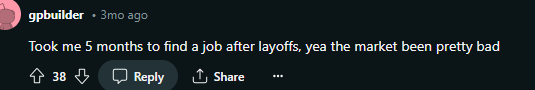 gpbuilder • 3mo ago
Took me 5 months to find a job after layoffs, yea the market been pretty bad
38 Reply Share ...